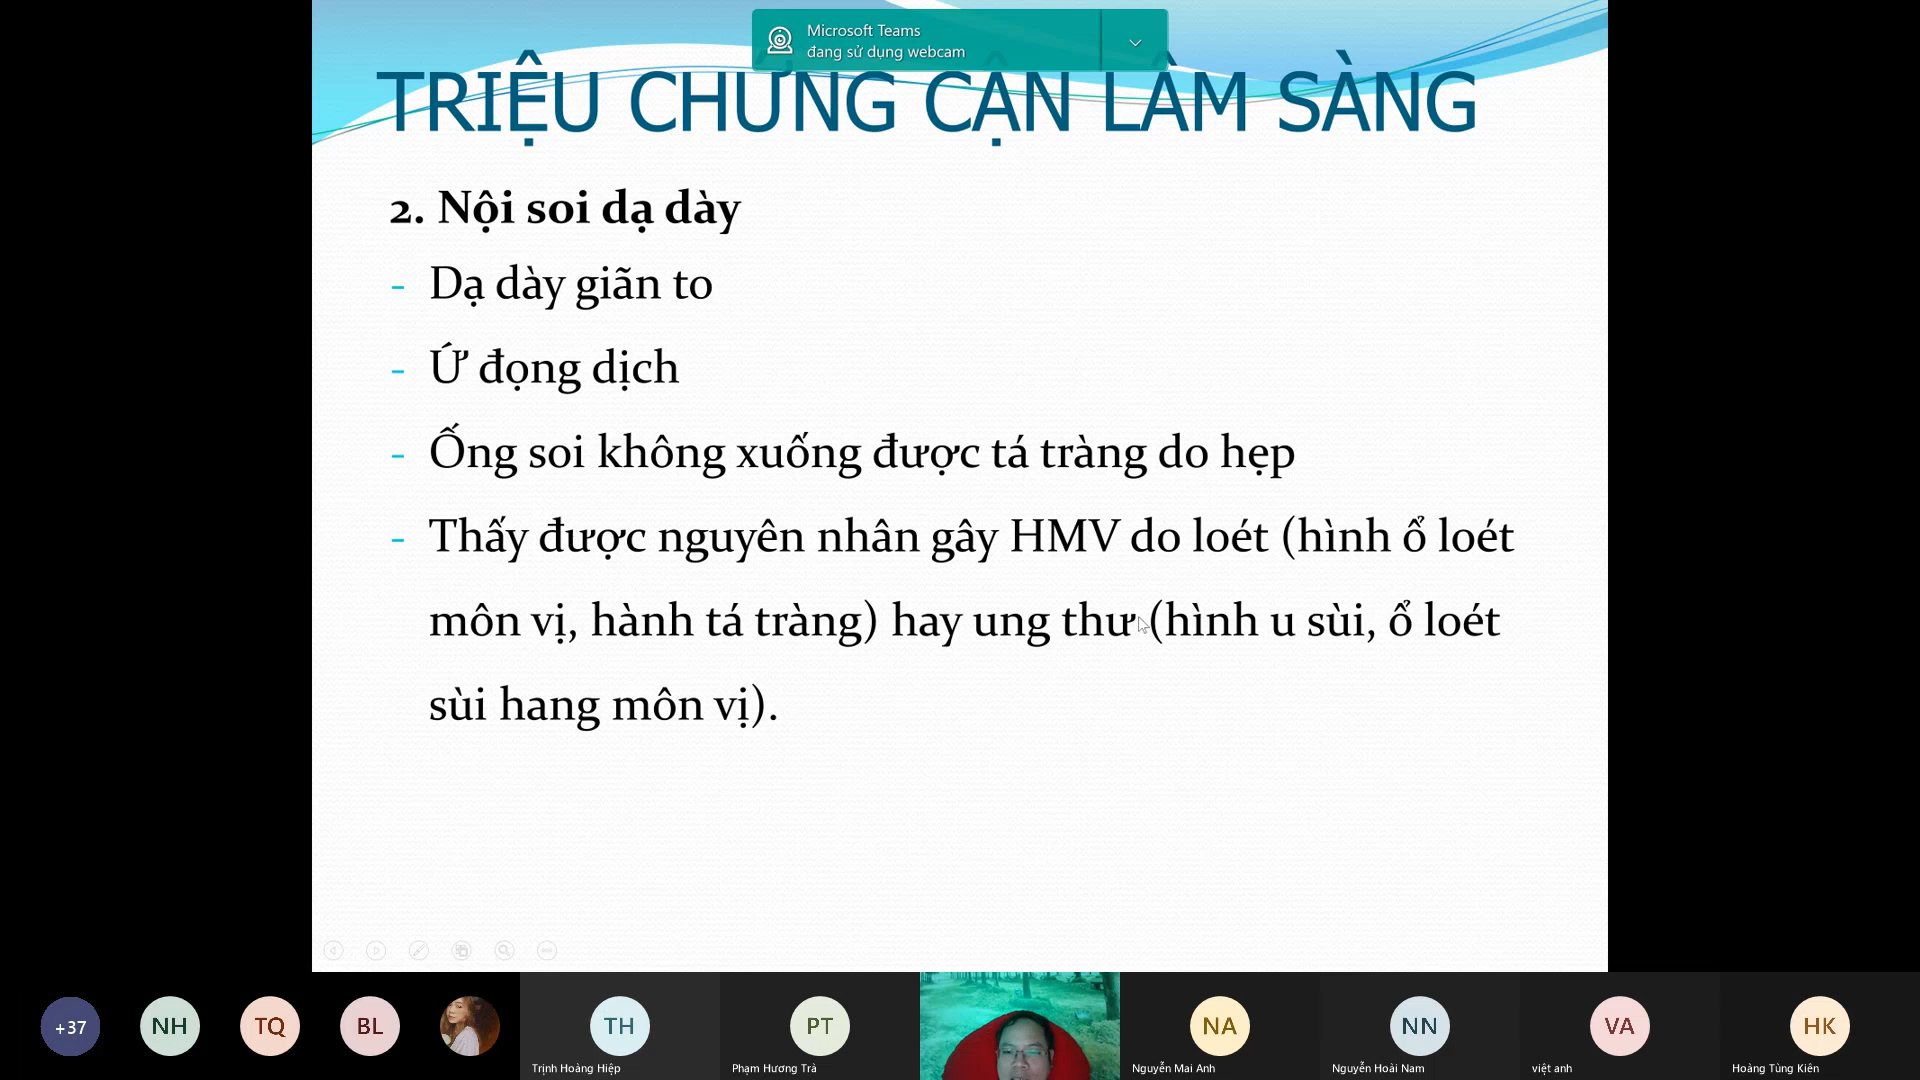 Microsoft Teams
đang sử dụng webcam
TRIỆU CHỨNG CẬN LÂM SÀNG
2. Nội soi dạ dày
- Dạ dày giãn to
- Ứ đọng dịch
- Ống soi không xuống được tá tràng do hẹp
- Thấy được nguyên nhân gây HMV do loét (hình ổ loét
môn vị, hành tá tràng) hay ung thư (hình u sùi, ổ loét
sùi hang môn vị).
+37
NH
TQ
BL
TH
PT
NA
NN
VA
HK
Trịnh Hoàng Hiệp
Phạm Hương Trà
Nguyễn Mai Anh
Nguyễn Hoài Nam
việt anh
Hoàng Tùng Kiên